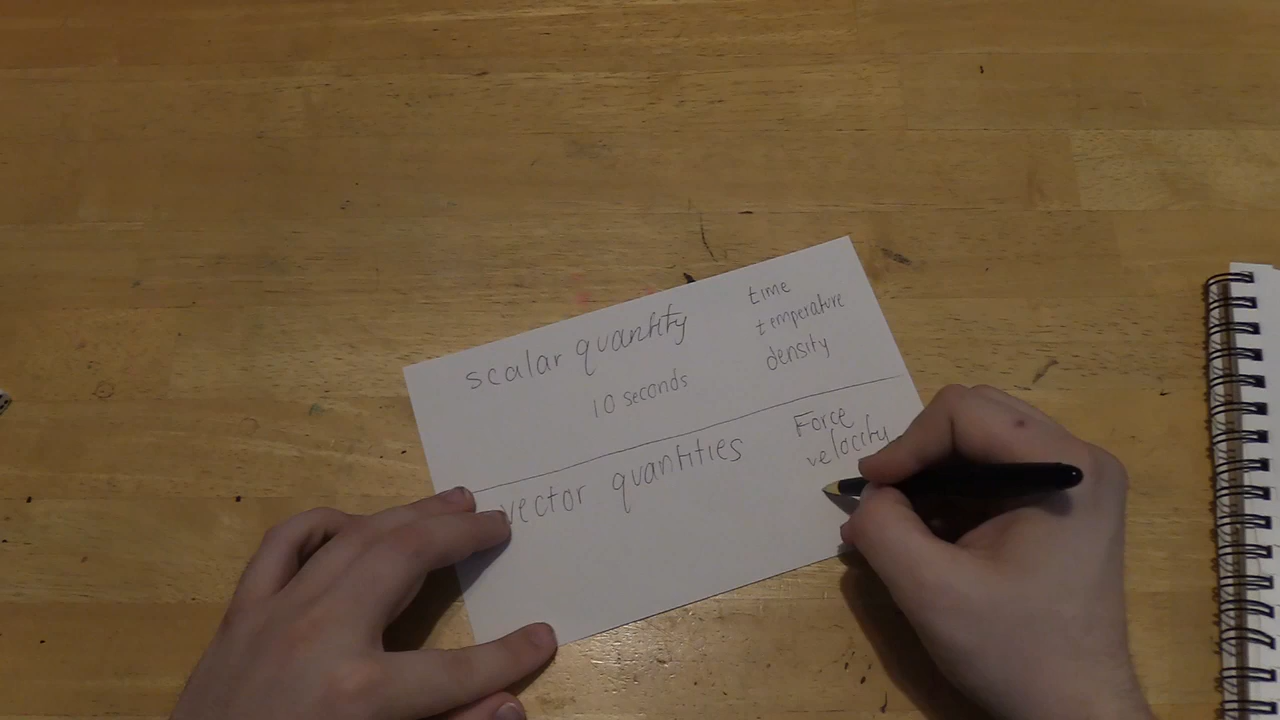 scalar quantity
10 seconds
time
temperature
density
vector quantities
Force
velocity